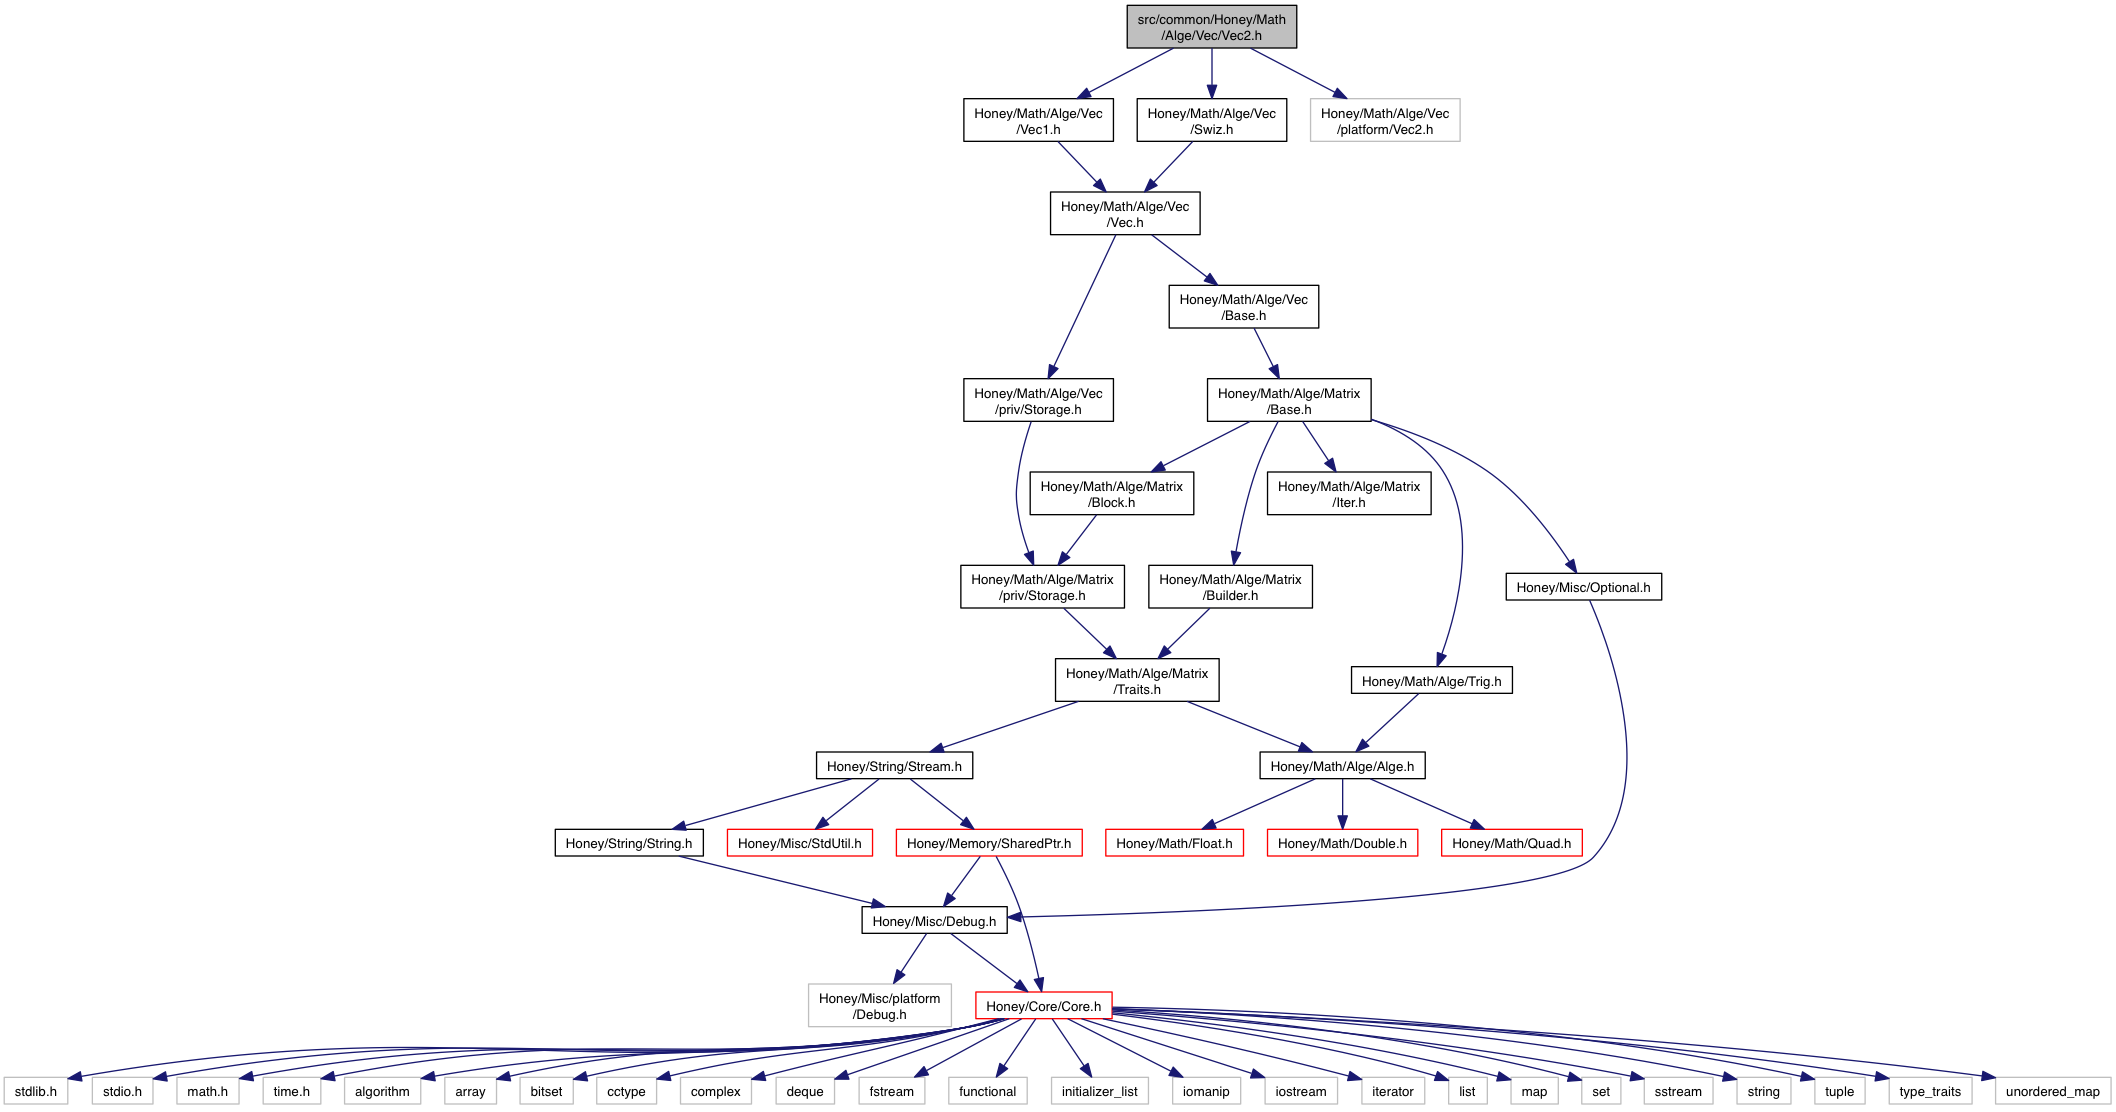 src/common/Honey/Math
/Alge/Vec/Vec2.h
Honey/Math/Alge/Vec
/Vec1.h
Honey/Math/Alge/Vec
/Swiz.h
Honey/Math/Alge/Vec
/platform/Vec2.h
Honey/Math/Alge/Vec
/Vec.h
Honey/Math/Alge/Vec
/Base.h
Honey/Math/Alge/Vec
/priv/Storage.h
Honey/Math/Alge/Matrix
/Base.h
Honey/Math/Alge/Matrix
/Block.h
Honey/Math/Alge/Matrix
/Iter.h
Honey/Math/Alge/Matrix
/priv/Storage.h
Honey/Math/Alge/Matrix
/Builder.h
Honey/Misc/Optional.h
Honey/Math/Alge/Matrix
/Traits.h
Honey/Math/Alge/Trig.h
Honey/String/Stream.h
Honey/Math/Alge/Alge.h
Honey/String/String.h
Honey/Misc/StdUtil.h
Honey/Memory/SharedPtr.h
Honey/Math/Float.h
Honey/Math/Double.h
Honey/Math/Quad.h
Honey/Misc/Debug.h
Honey/Misc/platform
/Debug.h
Honey/Core/Core.h
stdlib.h
stdio.h
math.h
time.h
algorithm
array
bitset
cctype
complex
deque
fstream
functional
initializer_list
iomanip
iostream
iterator
list
map
set
sstream
string
tuple
type_traits
unordered_map